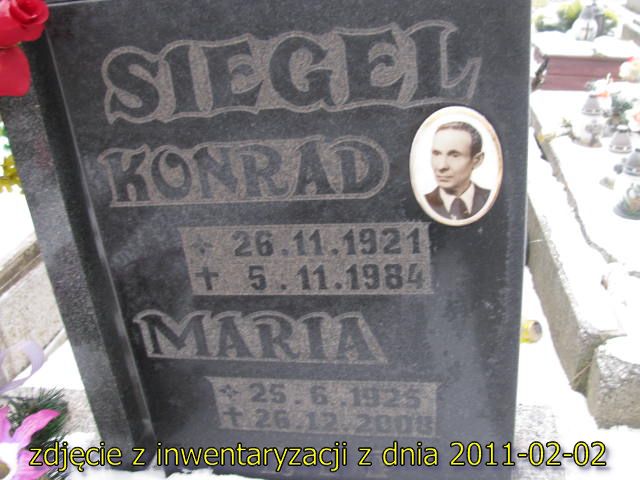 SIEGEL
KONRAD
26.11.1921
✝ 5.11.1984
MARIA
25.6.1925
✝ 26.12.2008
zdjęcie z inwentaryzacji z dnia 2011-02-02